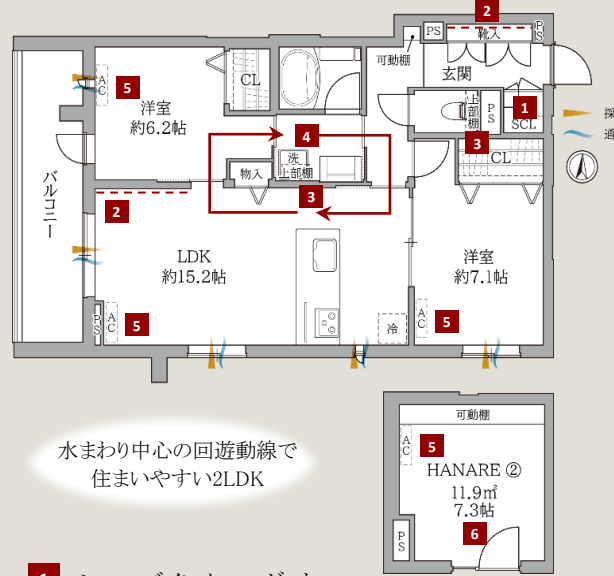 2
PS
靴入
PS
可動棚
玄関
AC
5
CL
洋室
約6.2帖
上部棚
PS
1
SCL
採
通
4
3
CL
洗
上部棚
物入
3
バルコニー
2
LDK
約15.2帖
洋室
約7.1帖
PS
AC
5
冷
AC
5
可動棚
AC
5
HANARE ②
11.9㎡
7.3帖
6
PS
水まわり中心の回遊動線で
住まいやすい2LDK